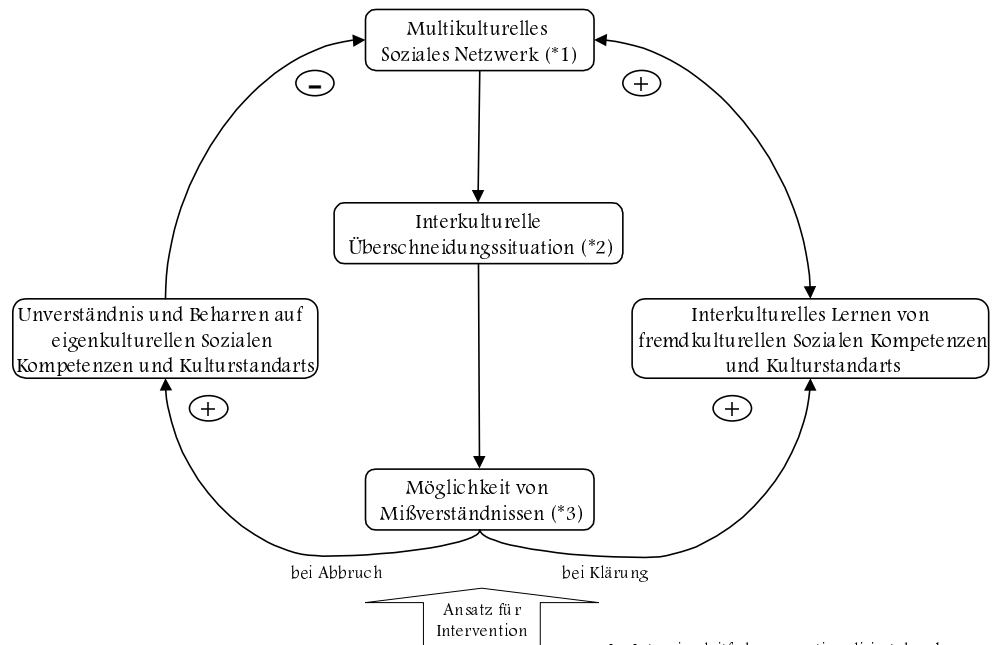 Multikulturelles
Soziales Netzwerk (*1)
-
+
Interkulturelle
Überschneidungssituation (*2)
Unverständnis und Beharren auf
eigenkulturellen Sozialen
Kompetenzen und Kulturstandarts
Interkulturelles Lernen von
fremdkulturellen Sozialen Kompetenzen
und Kulturstandarts
+
+
Möglichkeit von
Mißverständnissen (*3)
bei Abbruch
bei Klärung
Ansatz für
Intervention